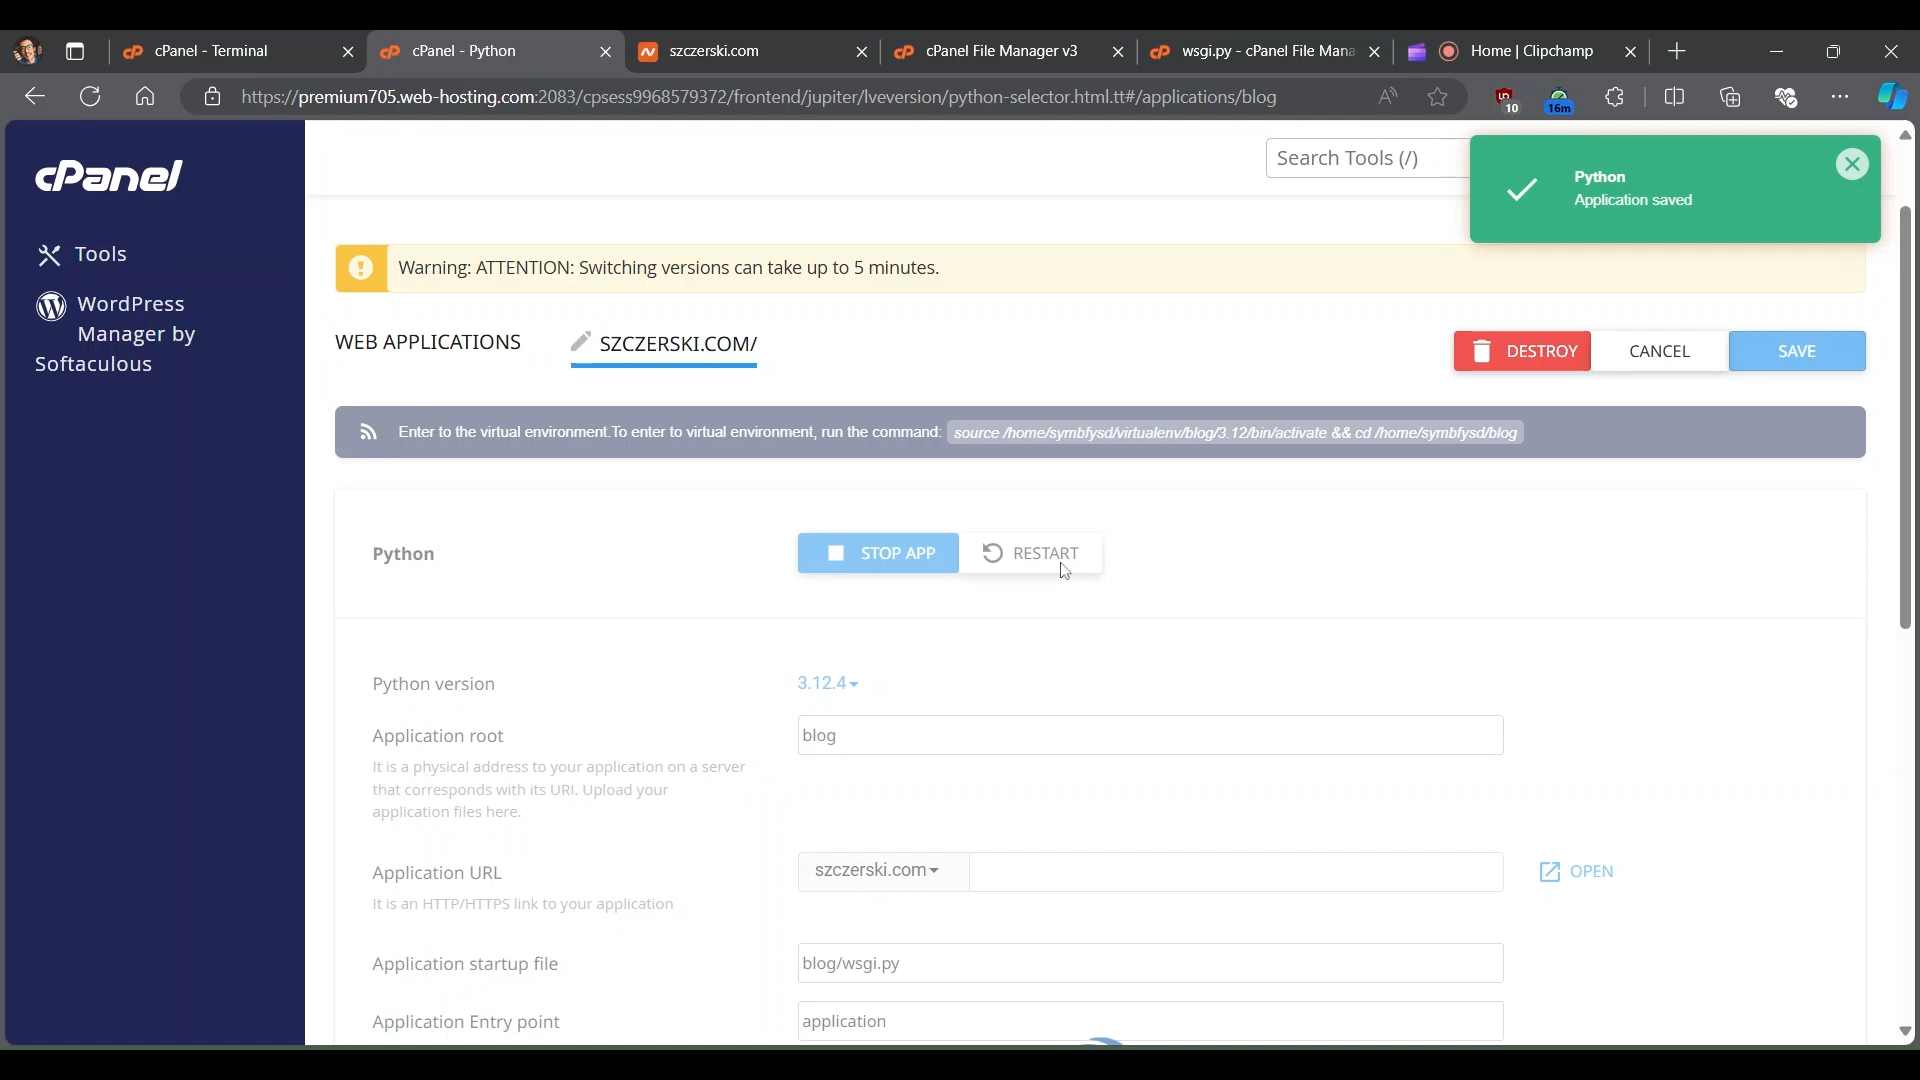 cPanel - Terminal
cPanel - Python
szczerski.com
cPanel File Manager v3
wsgi.py - cPanel File Mana
Home | Clipchamp
https://premium705.web-hosting.com:2083/cpsess9968579372/frontend/jupiter/lveversion/python-selector.html.tt#/applications/blog
10
16m
cPanel
Search Tools (/)
Python
Application saved
Tools
WordPress
Manager by
Softaculous
Warning: ATTENTION: Switching versions can take up to 5 minutes.
WEB APPLICATIONS
SZCZERSKI.COM/
DESTROY
CANCEL
SAVE
Enter to the virtual environment.To enter to virtual environment, run the command: source /home/symbfysd/virtualenv/blog/3.12/bin/activate && cd /home/symbfysd/blog
Python
STOP APP
RESTART
Python version
3.12.4
Application root
blog
It is a physical address to your application on a server
that corresponds with its URI. Upload your
application files here.
Application URL
szczerski.com
OPEN
It is an HTTP/HTTPS link to your application
Application startup file
blog/wsgi.py
Application Entry point
application